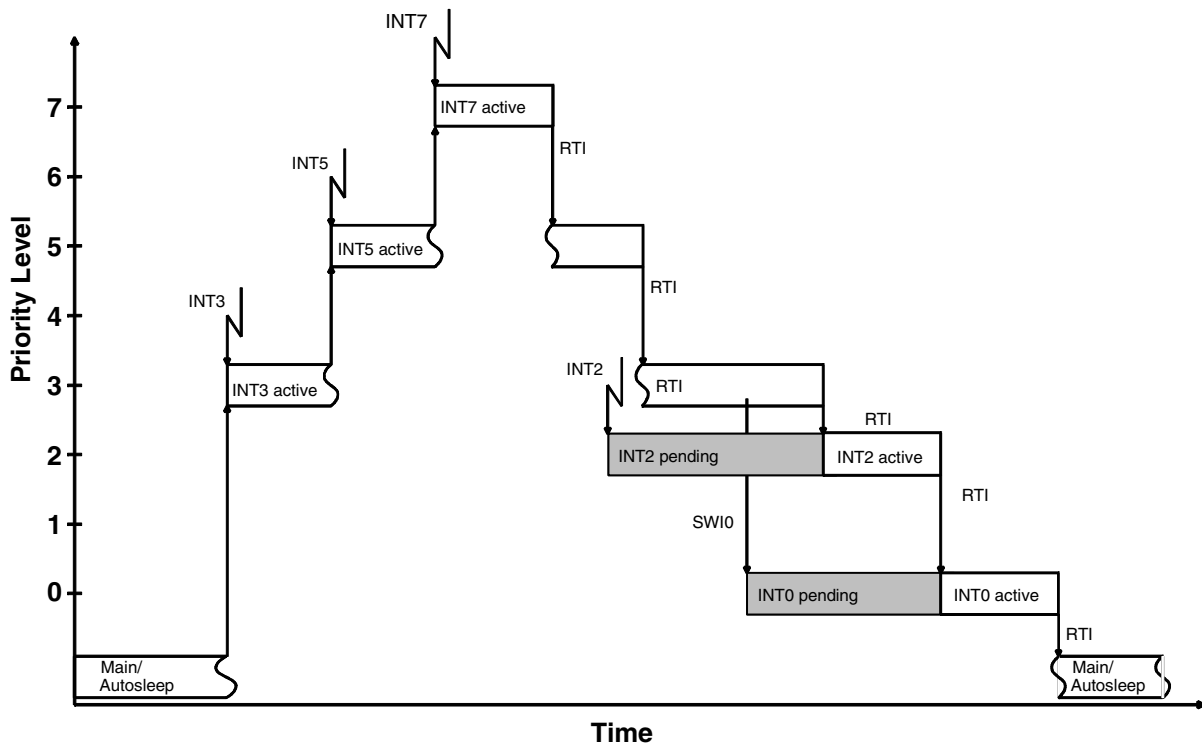 INT7
7
INT7 active
RTI
INT5
6
5
INT5 active
RTI
INT3
4
3
INT3 active
INT2
RTI
RTI
2
INT2 pending
INT2 active
RTI
1
SWI0
0
INT0 pending
INT0 active
RTI
Main/
Autosleep
Main/
Autosleep
Priority Level
Time